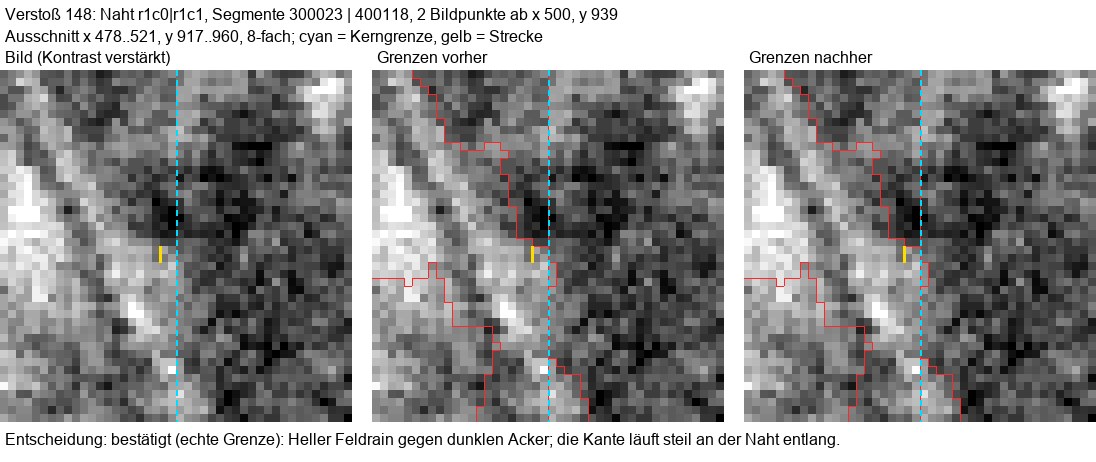 Verstoß 148: Naht r1c0|r1c1, Segmente 300023 | 400118, 2 Bildpunkte ab x 500, y 939
Ausschnitt x 478..521, y 917..960, 8-fach; cyan = Kerngrenze, gelb = Strecke
Bild (Kontrast verstärkt) Grenzen vorher Grenzen nachher
Entscheidung: bestätigt (echte Grenze): Heller Feldrain gegen dunklen Acker; die Kante läuft steil an der Naht entlang.